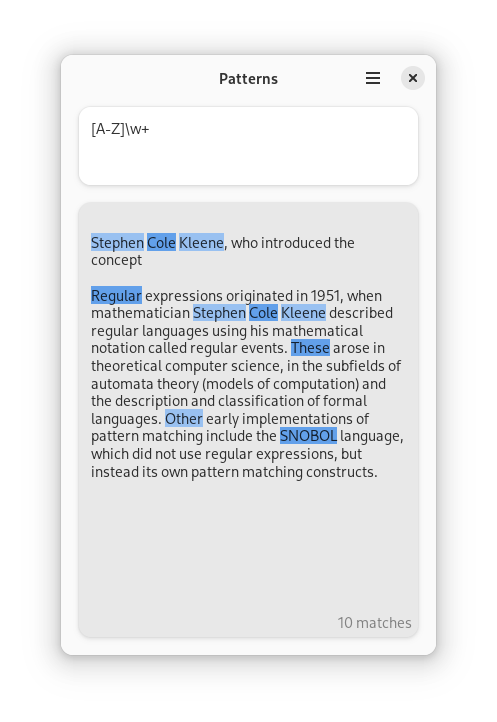 Patterns
[A-Z]\w+
Stephen Cole Kleene, who introduced the
concept
Regular expressions originated in 1951, when
mathematician Stephen Cole Kleene described
regular languages using his mathematical
notation called regular events. These arose in
theoretical computer science, in the subfields of
automata theory (models of computation) and
the description and classification of formal
languages. Other early implementations of
pattern matching include the SNOBOL language,
which did not use regular expressions, but
instead its own pattern matching constructs.
10 matches